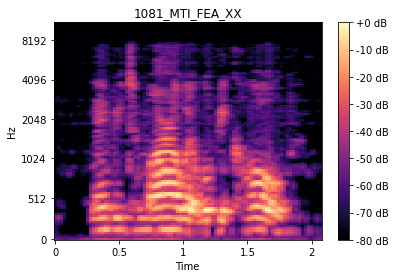 1081_MTI_FEA_XX
+0 dB
8192
-10 dB
4096
-20 dB
-30 dB
2048
Hz
-40 dB
1024
-50 dB
512
-60 dB
-70 dB
0
-80 dB
0
0.5
1
1.5
2
Time